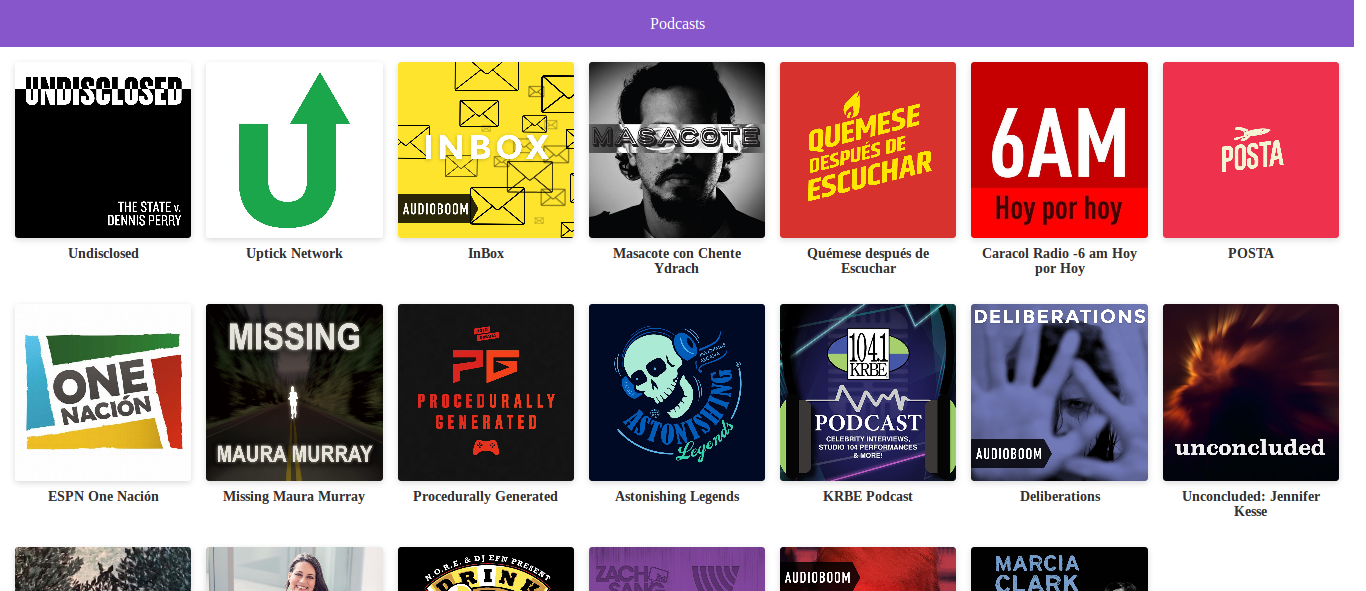 Podcasts
UNDISCLOSED
THE STATE v.
DENNIS PERRY
INBOX
AUDIOBOOM
MASACOTE
QUÉMESE
DESPUÉS DE
ESCUCHAR
6AM
Hoy por hoy
POSTA
Undisclosed
Uptick Network
InBox
Masacote con Chente
Ydrach
Quémese después de
Escuchar
Caracol Radio -6 am Hoy
por Hoy
POSTA
ONE
NACIÓN
MISSING
MAURA MURRAY
PG
PROCEDURALLY
GENERATED
ASTONISHING
Legends
104.1
KRBE
PODCAST
CELEBRITY INTERVIEWS,
STUDIO 104 PERFORMANCES
& MORE!
DELIBERATIONS
AUDIOBOOM
unconcluded
ESPN One Nación
Missing Maura Murray
Procedurally Generated
Astonishing Legends
KRBE Podcast
Deliberations
Unconcluded: Jennifer
Kesse
N.O.R.E. & DJ EFN PRESENT
DRINK
ZACH
SANG
AUDIOBOOM
MARCIA
CLARK